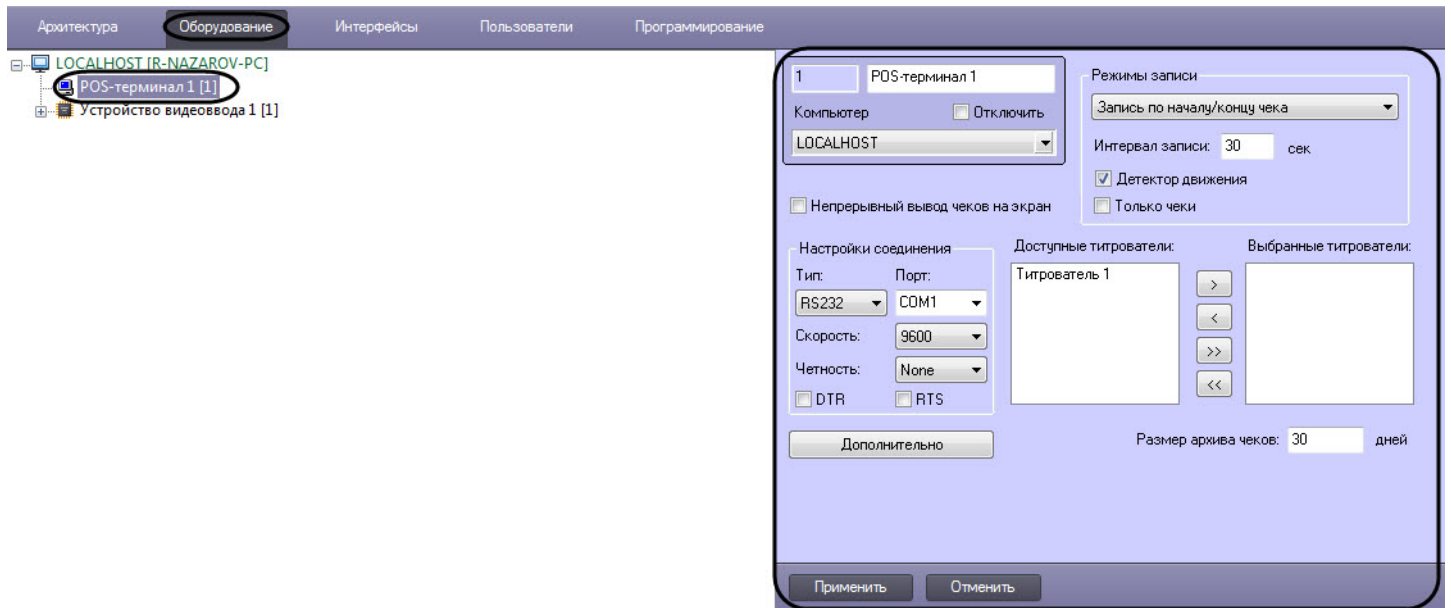 Архитектура Оборудование Интерфейсы Пользователи Программирование
LOCALHOST [R-NAZAROV-PC]
POS-терминал 1 [1]
Устройство видеоввода 1 [1]
1 POS-терминал 1
Компьютер Отключить
LOCALHOST
Непрерывный вывод чеков на экран
Режимы записи
Запись по началу/концу чека
Интервал записи: 30 сек
Детектор движения
Только чеки
Настройки соединения
Тип: Порт:
RS232 COM1
Скорость: 9600
Четность: None
DTR RTS
Дополнительно
Доступные титрователи: Выбранные титрователи:
Титрователь 1
>
<
>>
<<
Размер архива чеков: 30 дней
Применить Отменить